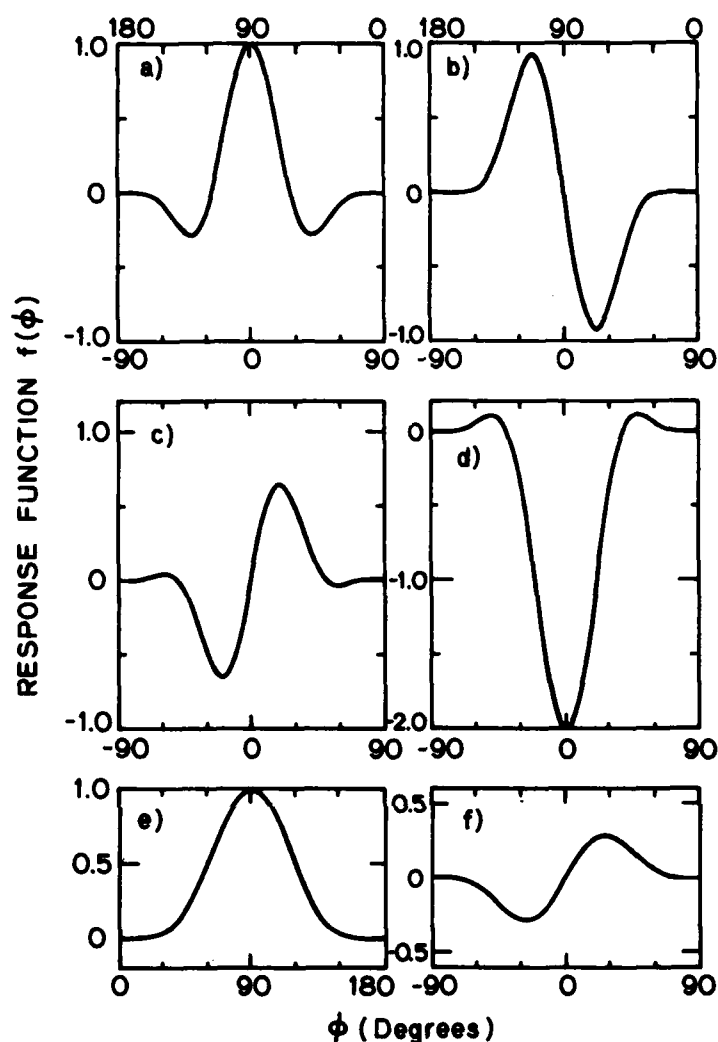 180 90 0 180 90 0
a) b)
1.0 1.0
0 0
-1.0 -1.0
-90 0 90 -90 0 90
RESPONSE FUNCTION f(ϕ)
c) d)
1.0 0
0 -1.0
-1.0 -2.0
-90 0 90 -90 0 90
e) f)
1.0 0.5
0.5 0
0 0.5
0 90 180 -90 0 90
ϕ (Degrees)